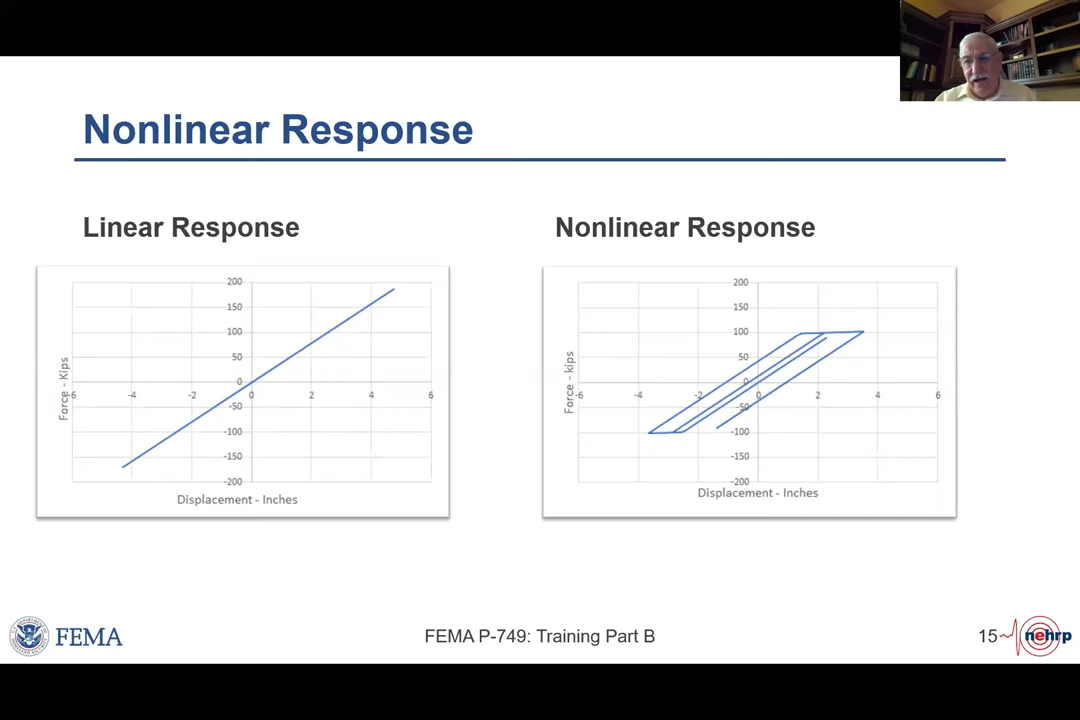 Nonlinear Response
Linear Response
Nonlinear Response
200
150
100
50
0
-6 -4 -2 0 2 4 6
-50
-100
-150
-200
Force - Kips
Displacement - Inches
200
150
100
50
0
-6 -4 -2 0 2 4 6
-50
-100
-150
-200
Force - kips
Displacement - Inches
FEMA
FEMA P-749: Training Part B
15
nehrp